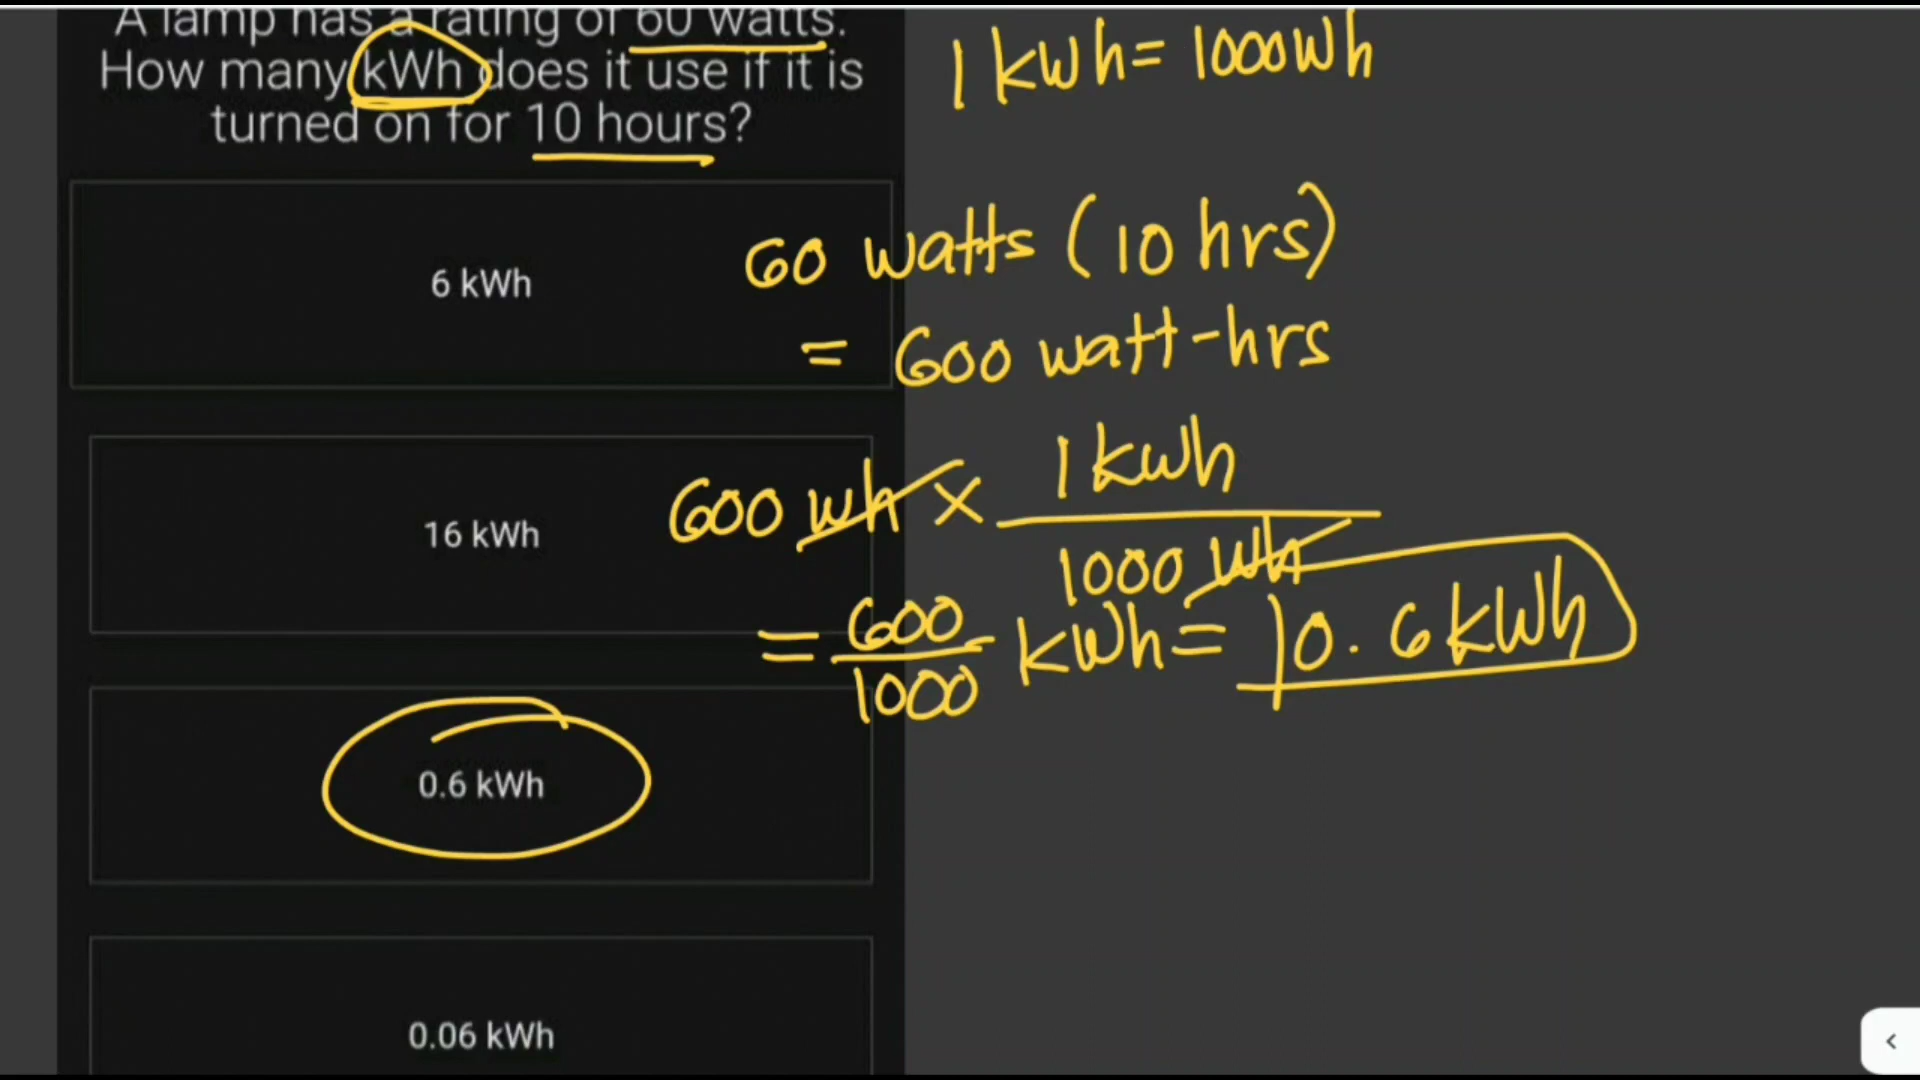 A lamp has a rating of 60 watts.
How many kWh does it use if it is
turned on for 10 hours?
1 kWh = 1000Wh
6 kWh
60 watts (10 hrs)
= 600 watt-hrs
16 kWh
600 wh x 1 kWh
1000 Wh
= 600 kWh = 0.6 kWh
1000
0.6 kWh
0.06 kWh